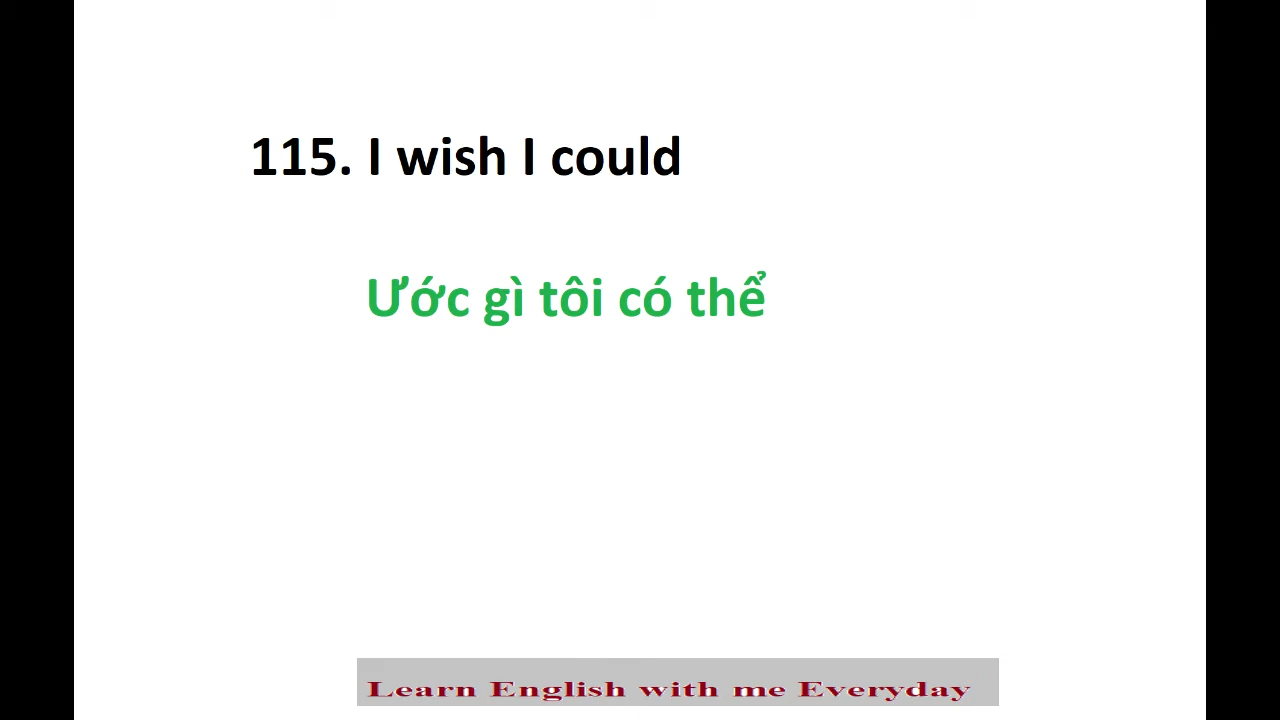 115. I wish I could
Ước gì tôi có thể
Learn English with me Everyday